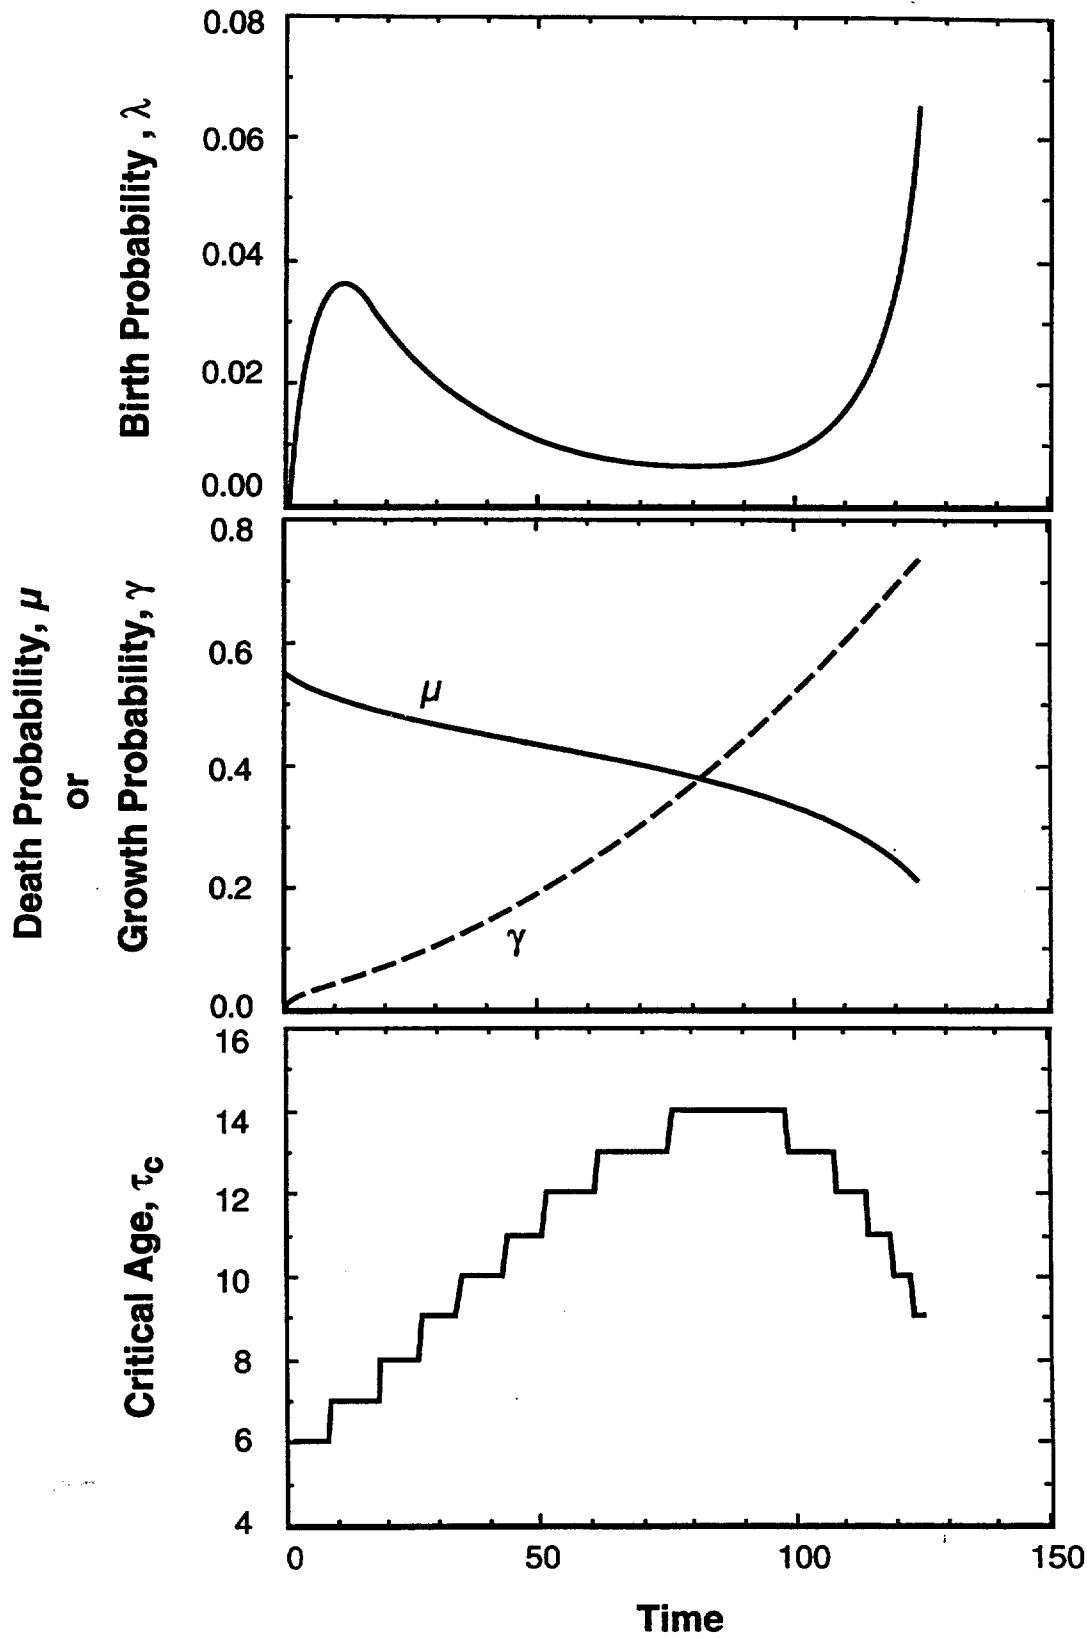 0.08
0.06
0.04
0.02
0.00
Birth Probability , λ
0.8
0.6
0.4
0.2
0.0
Death Probability, μ
or
Growth Probability, γ
μ
γ
16
14
12
10
8
6
4
Critical Age, τc
0 50 100 150
Time